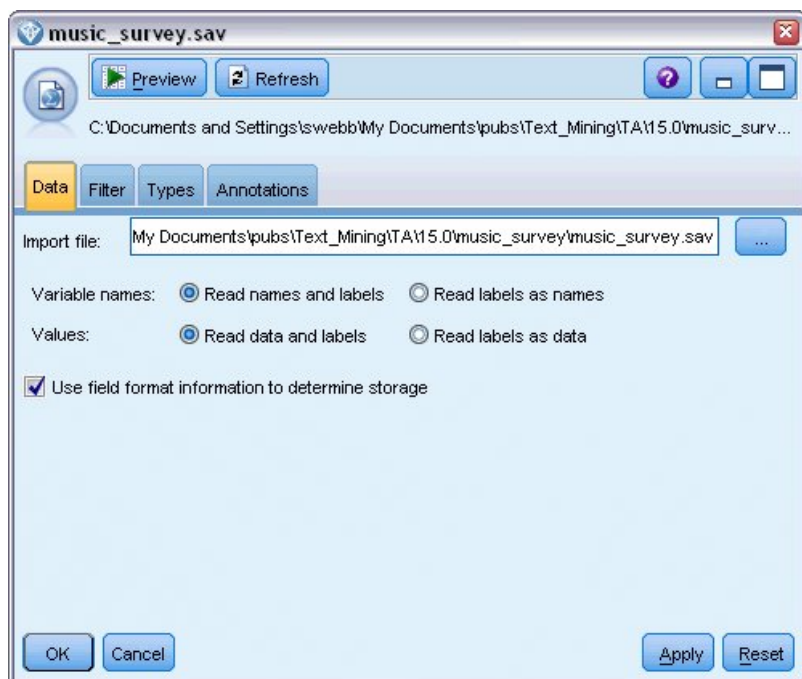 music_survey.sav
Preview Refresh
C:\Documents and Settings\swebb\My Documents\pubs\Text_Mining\TA\15.0\music_surv...
Data Filter Types Annotations
Import file: My Documents\pubs\Text_Mining\TA\15.0\music_survey\music_survey.sav ...
Variable names: Read names and labels Read labels as names
Values: Read data and labels Read labels as data
Use field format information to determine storage
OK Cancel Apply Reset